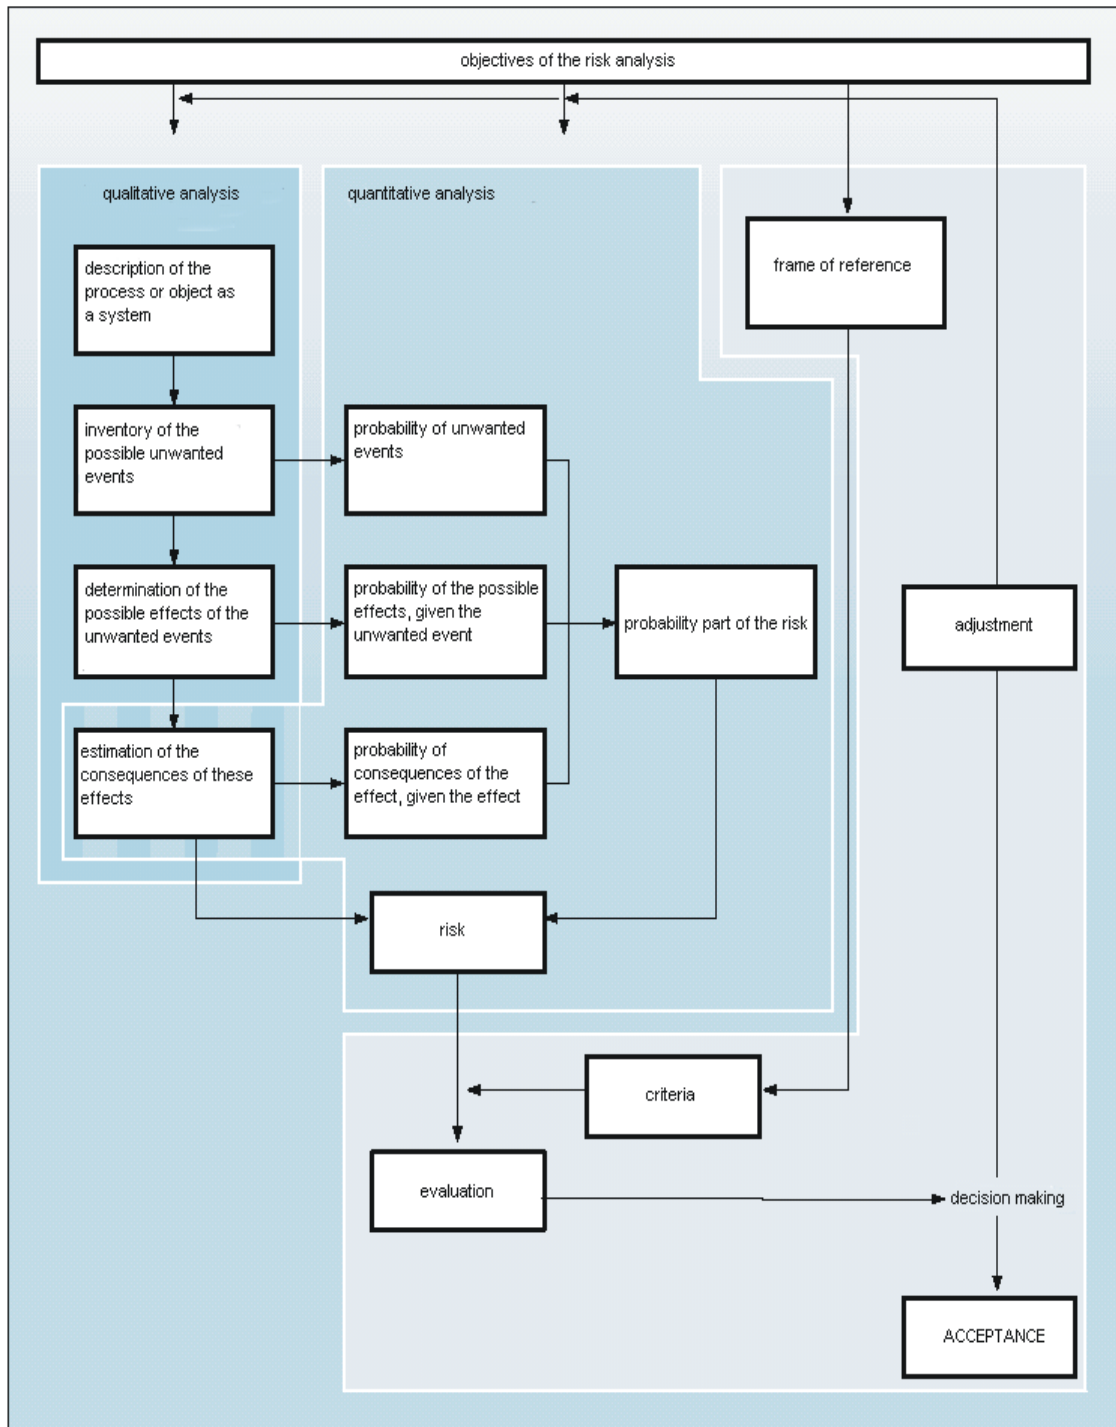 objectives of the risk analysis
qualitative analysis
quantitative analysis
description of the
process or object as
a system
frame of reference
inventory of the
possible unwanted
events
probability of unwanted
events
determination of the
possible effects of the
unwanted events
probability of the possible
effects, given the
unwanted event
probability part of the risk
adjustment
estimation of the
consequences of these
effects
probability of
consequences of the
effect, given the effect
risk
criteria
evaluation
decision making
ACCEPTANCE